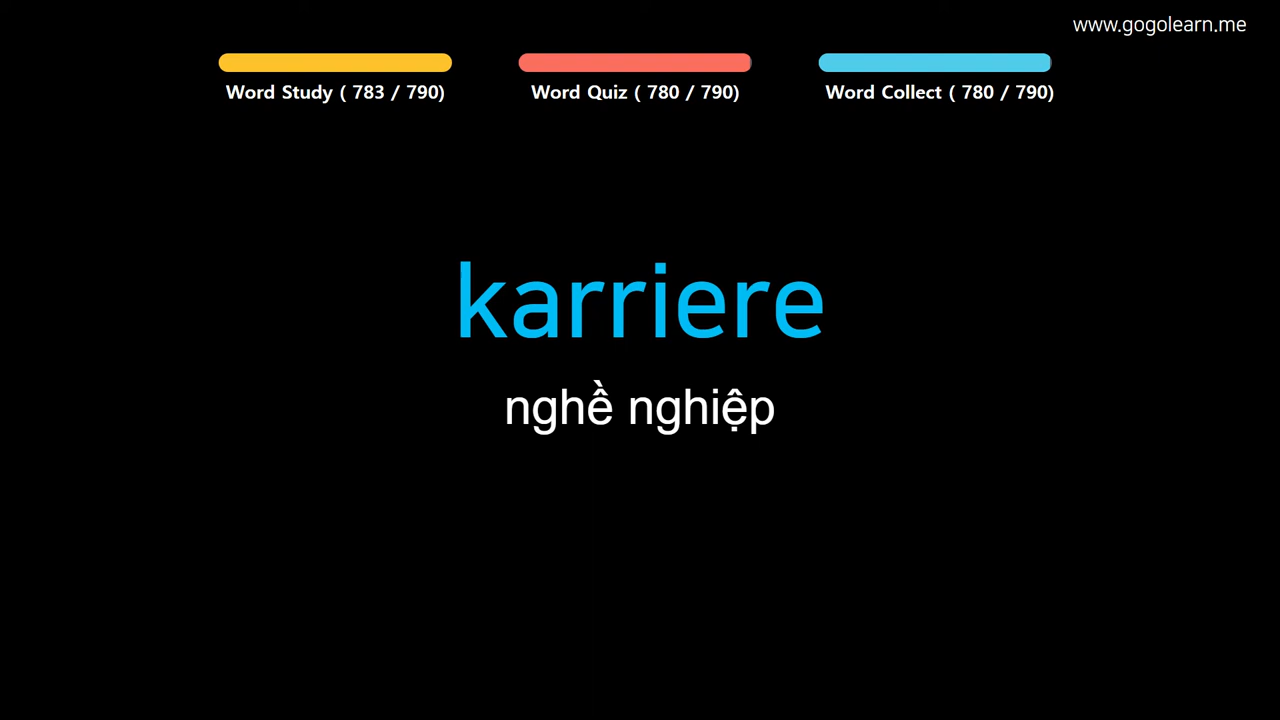 www.gogolearn.me
Word Study ( 783 / 790)
Word Quiz ( 780 / 790)
Word Collect ( 780 / 790)
karriere
nghề nghiệp